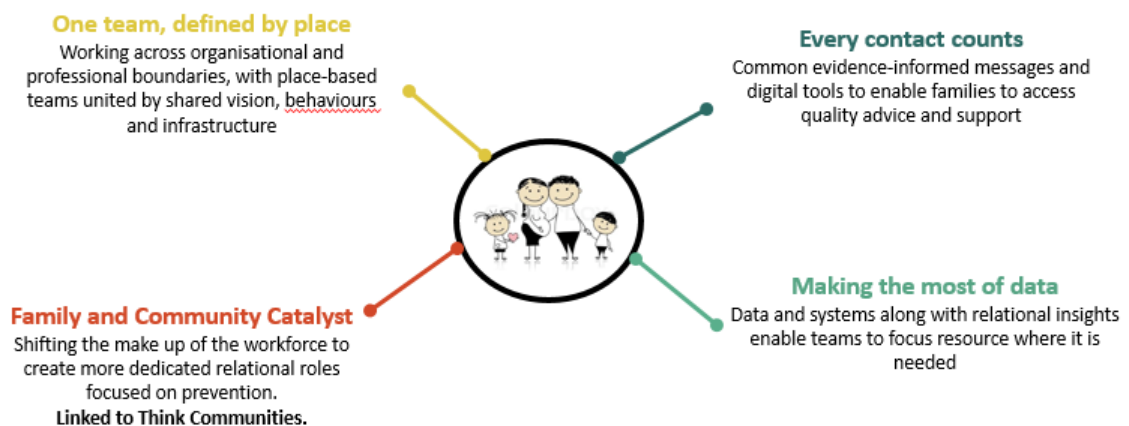 One team, defined by place
Working across organisational and
professional boundaries, with place-based
teams united by shared vision, behaviours
and infrastructure
Every contact counts
Common evidence-informed messages and
digital tools to enable families to access
quality advice and support
Family and Community Catalyst
Shifting the make up of the workforce to
create more dedicated relational roles
focused on prevention.
Linked to Think Communities.
Making the most of data
Data and systems along with relational insights
enable teams to focus resource where it is
needed